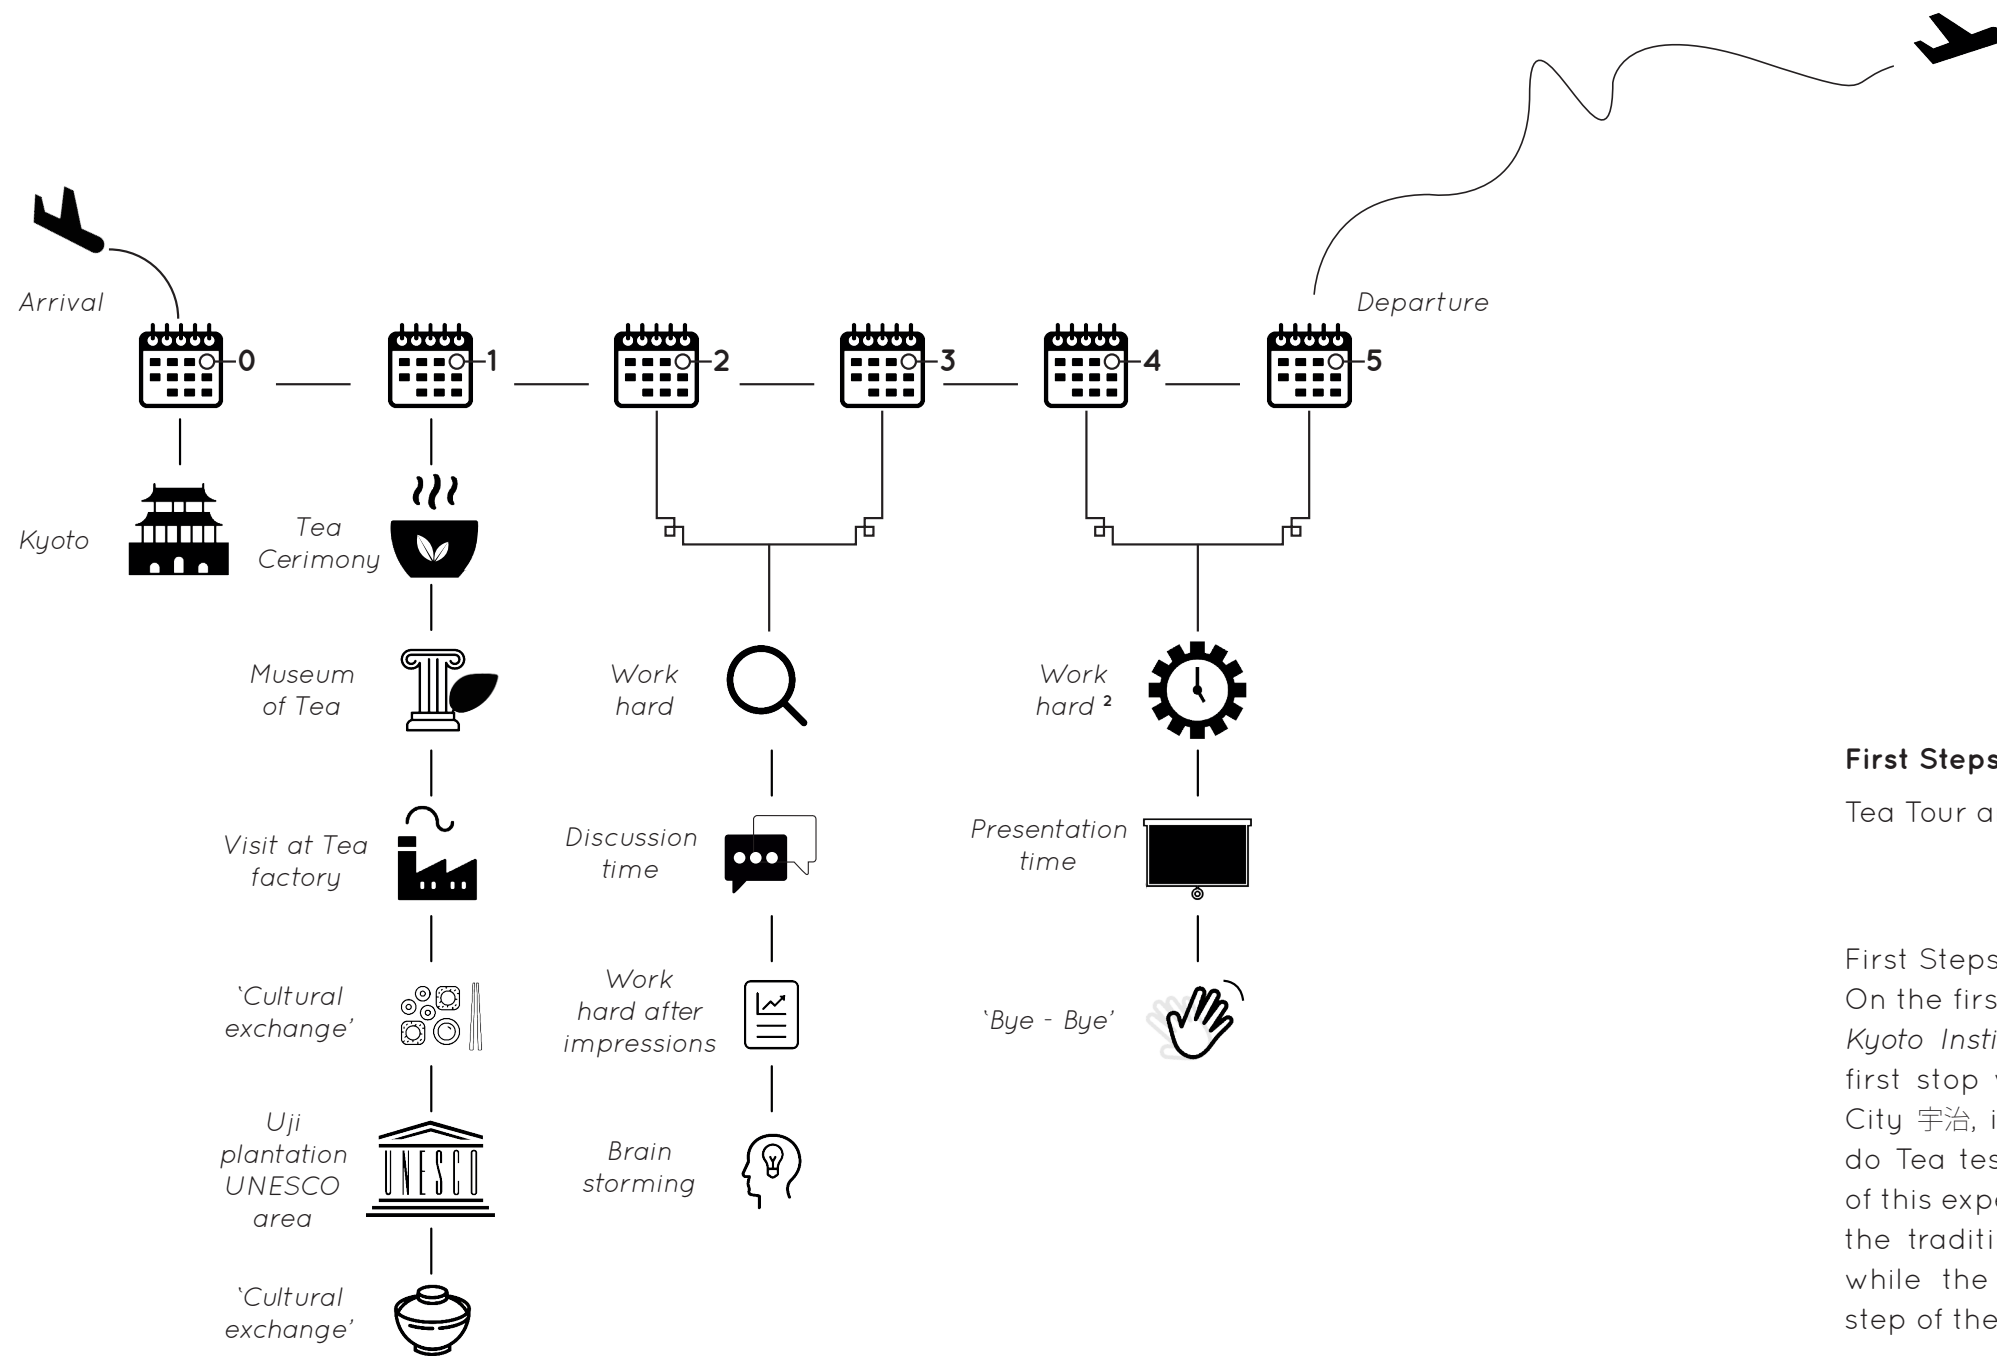 Arrival
Departure
0
1
2
3
4
5
Kyoto
Tea
Cerimony
Museum
of Tea
Visit at Tea
factory
‘Cultural
exchange’
Uji
plantation
UNESCO
area
UNESCO
‘Cultural
exchange’
Work
hard
Discussion
time
Work
hard after
impressions
Brain
storming
Work
hard ²
Presentation
time
‘Bye - Bye’
First Steps
Tea Tour a
First Steps
On the firs
Kyoto Insti
first stop
City 宇治, i
do Tea tes
of this exp
the traditi
while the
step of the